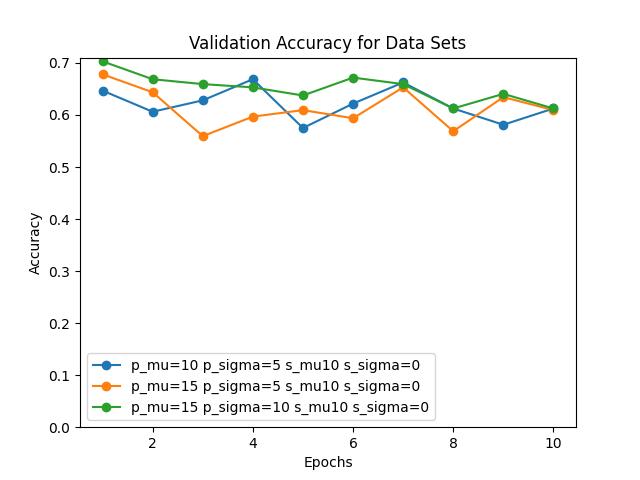 Validation Accuracy for Data Sets
0.7
0.6
0.5
0.4
0.3
0.2
0.1
0.0
Accuracy
p_mu=10 p_sigma=5 s_mu10 s_sigma=0
p_mu=15 p_sigma=5 s_mu10 s_sigma=0
p_mu=15 p_sigma=10 s_mu10 s_sigma=0
2 4 6 8 10
Epochs